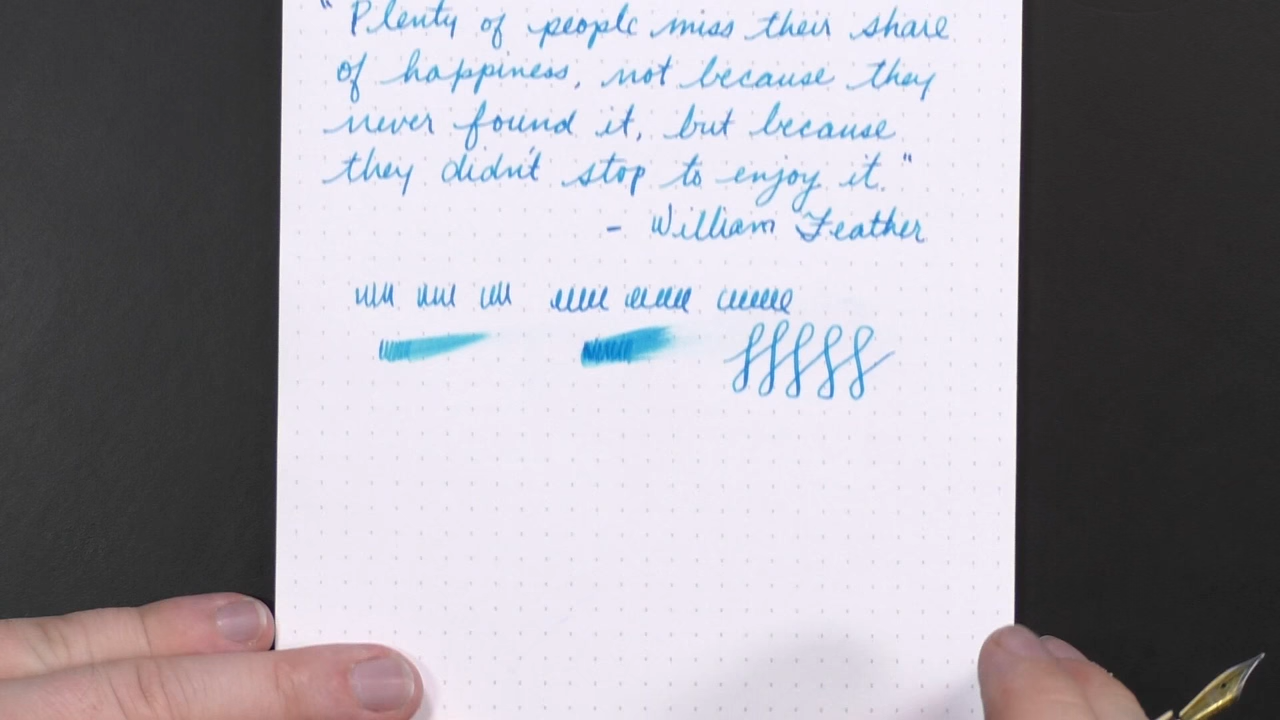 "Plenty of people miss their share
of happiness, not because they
never found it, but because
they didn't stop to enjoy it."
- William Feather